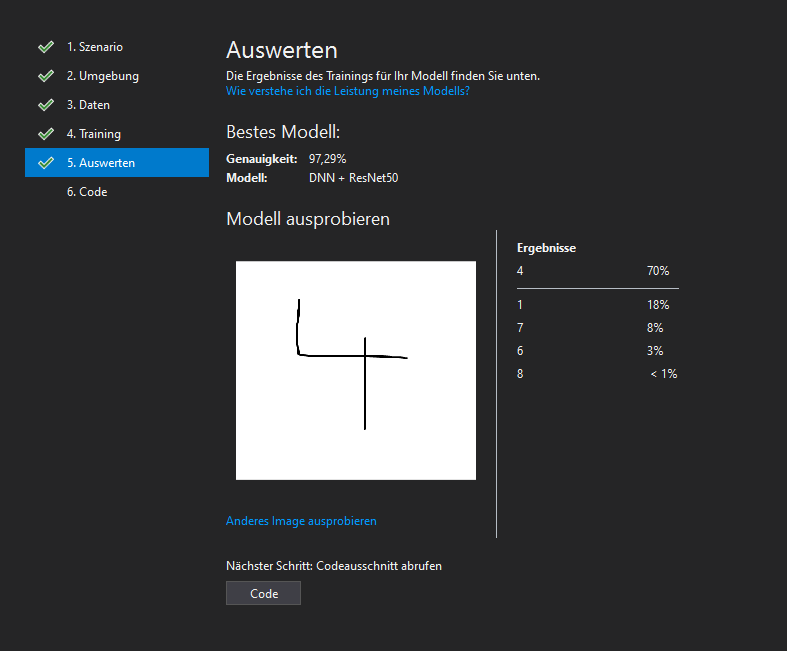 1. Szenario
2. Umgebung
3. Daten
4. Training
5. Auswerten
6. Code
Auswerten
Die Ergebnisse des Trainings für Ihr Modell finden Sie unten.
Wie verstehe ich die Leistung meines Modells?
Bestes Modell:
Genauigkeit: 97,29%
Modell: DNN + ResNet50
Modell ausprobieren
4
Anderes Image ausprobieren
Ergebnisse
4 70%
1 18%
7 8%
6 3%
8 < 1%
Nächster Schritt: Codeausschnitt abrufen
Code